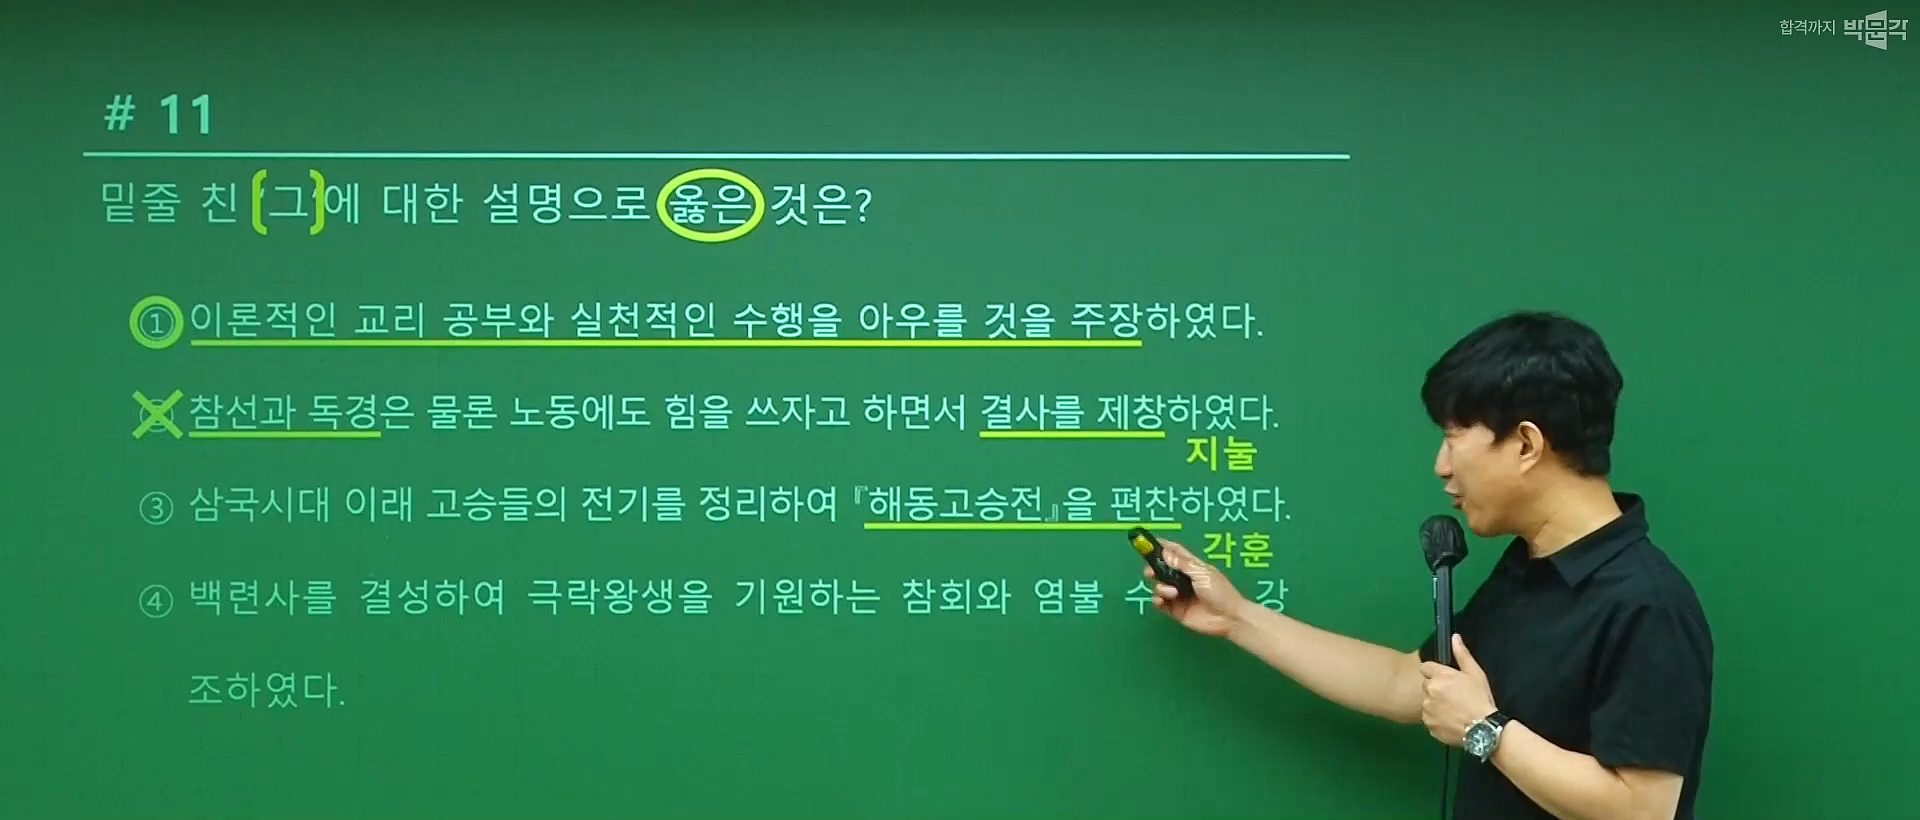 합격까지 박문각
# 11
밑줄 친 '그'에 대한 설명으로 옳은 것은?
① 이론적인 교리 공부와 실천적인 수행을 아우를 것을 주장하였다.
참선과 독경은 물론 노동에도 힘을 쓰자고 하면서 결사를 제창하였다.
지눌
③ 삼국시대 이래 고승들의 전기를 정리하여 『해동고승전』을 편찬하였다.
각훈
④ 백련사를 결성하여 극락왕생을 기원하는 참회와 염불 수 강
조하였다.